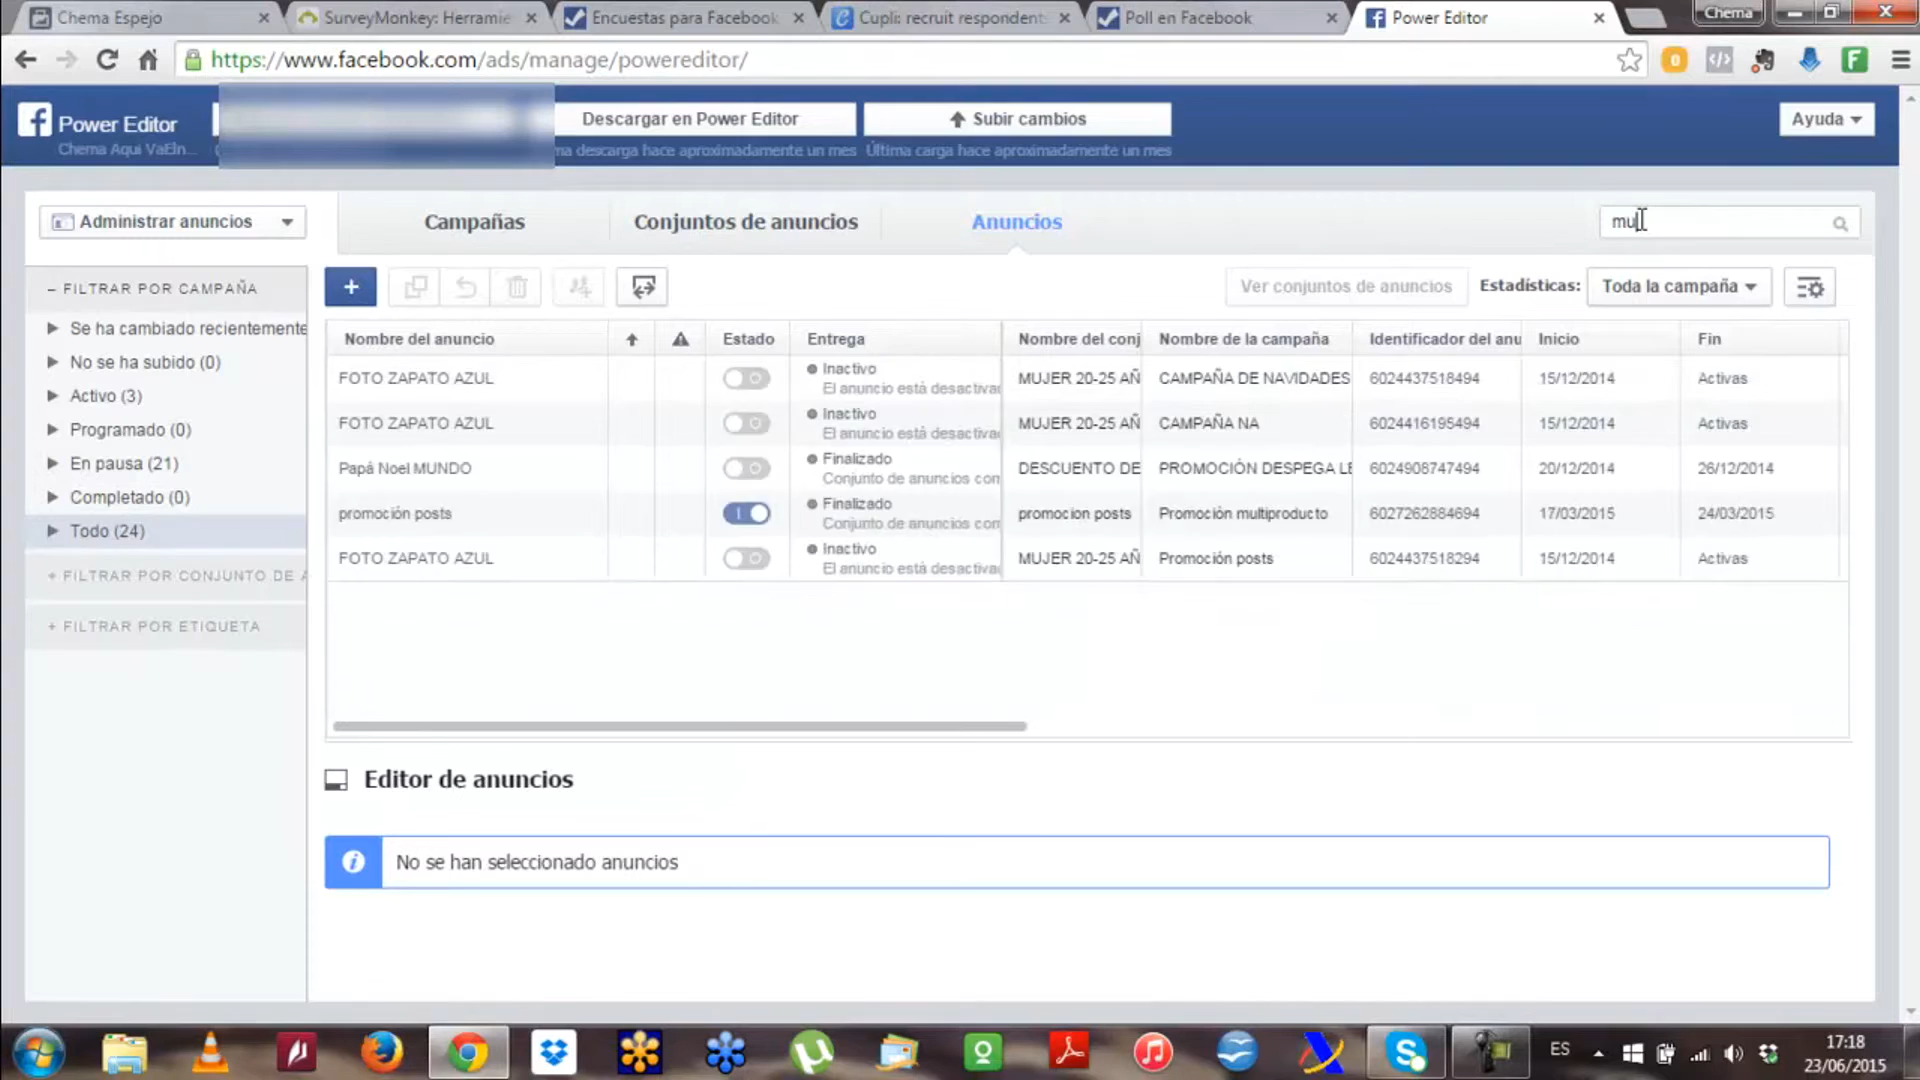 Chema Espejo
SurveyMonkey: Herramie
Encuestas para Facebook
Cupli: recruit respondent
Poll en Facebook
Power Editor
Chema
https://www.facebook.com/ads/manage/powereditor/
Power Editor
Descargar en Power Editor
Subir cambios
Ayuda
Chema Aqui VaEln...
ma descarga hace aproximadamente un mes
Última carga hace aproximadamente un mes
Administrar anuncios
Campañas
Conjuntos de anuncios
Anuncios
mu
– FILTRAR POR CAMPAÑA
Se ha cambiado recientemente
No se ha subido (0)
Activo (3)
Programado (0)
En pausa (21)
Completado (0)
Todo (24)
+ FILTRAR POR CONJUNTO DE A
+ FILTRAR POR ETIQUETA
+
Ver conjuntos de anuncios
Estadísticas:
Toda la campaña
Nombre del anuncio Estado Entrega Nombre del conj Nombre de la campaña Identificador del anu Inicio Fin
FOTO ZAPATO AZUL Inactivo MUJER 20-25 AÑ CAMPAÑA DE NAVIDADES 6024437518494 15/12/2014 Activas
El anuncio está desactiva
FOTO ZAPATO AZUL Inactivo MUJER 20-25 AÑ CAMPAÑA NA 6024416195494 15/12/2014 Activas
El anuncio está desactiva
Papá Noel MUNDO Finalizado DESCUENTO DE PROMOCIÓN DESPEGA LE 6024908747494 20/12/2014 26/12/2014
Conjunto de anuncios com
promoción posts Finalizado promocion posts Promoción multiproducto 6027262884694 17/03/2015 24/03/2015
Conjunto de anuncios com
FOTO ZAPATO AZUL Inactivo MUJER 20-25 AÑ Promoción posts 6024437518294 15/12/2014 Activas
El anuncio está desactiva
Editor de anuncios
No se han seleccionado anuncios
ES
17:18
23/06/2015